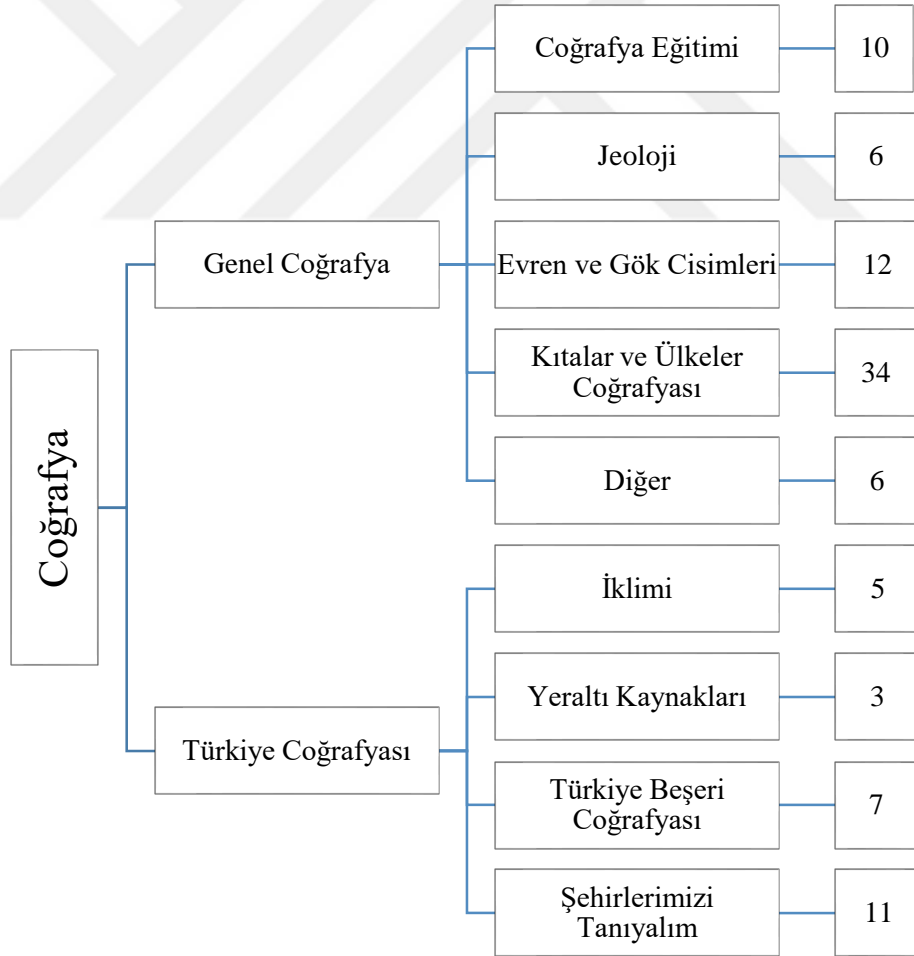 Coğrafya
Genel Coğrafya
Coğrafya Eğitimi
10
Jeoloji
6
Evren ve Gök Cisimleri
12
Kıtalar ve Ülkeler
Coğrafyası
34
Diğer
6
Türkiye Coğrafyası
İklimi
5
Yeraltı Kaynakları
3
Türkiye Beşeri
Coğrafyası
7
Şehirlerimizi
Tanıyalım
11